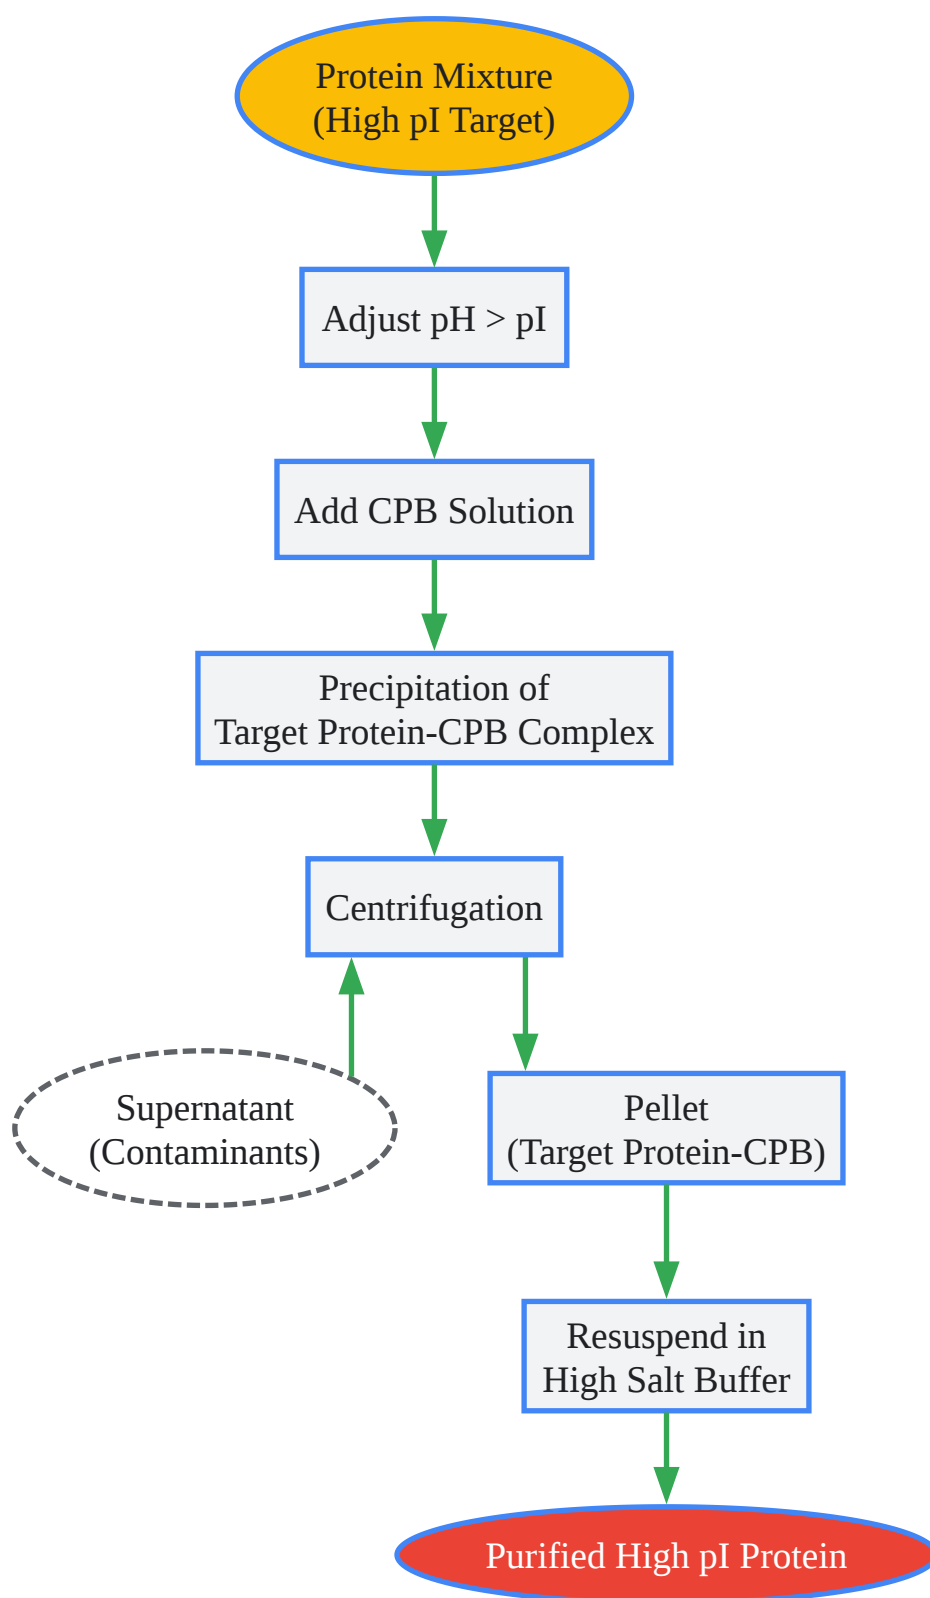 Protein Mixture
(High pI Target)
Adjust pH > pI
Add CPB Solution
Precipitation of
Target Protein-CPB Complex
Centrifugation
Supernatant
(Contaminants)
Pellet
(Target Protein-CPB)
Resuspend in
High Salt Buffer
Purified High pI Protein